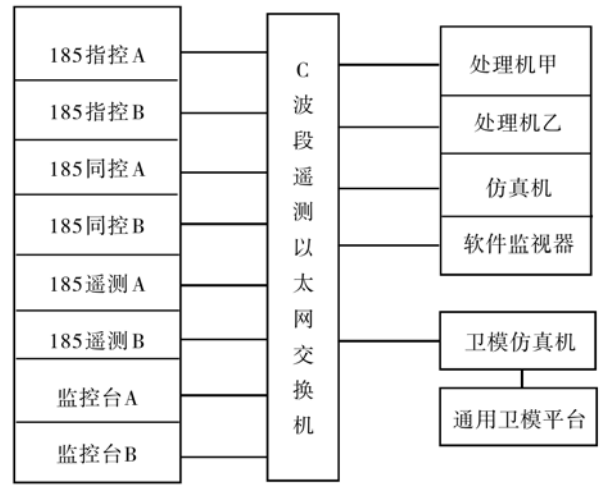 185指控A
185指控B
185同控A
185同控B
185遥测A
185遥测B
监控台A
监控台B
C
波
段
遥
测
以
太
网
交
换
机
处理机甲
处理机乙
仿真机
软件监视器
卫模仿真机
通用卫模平台